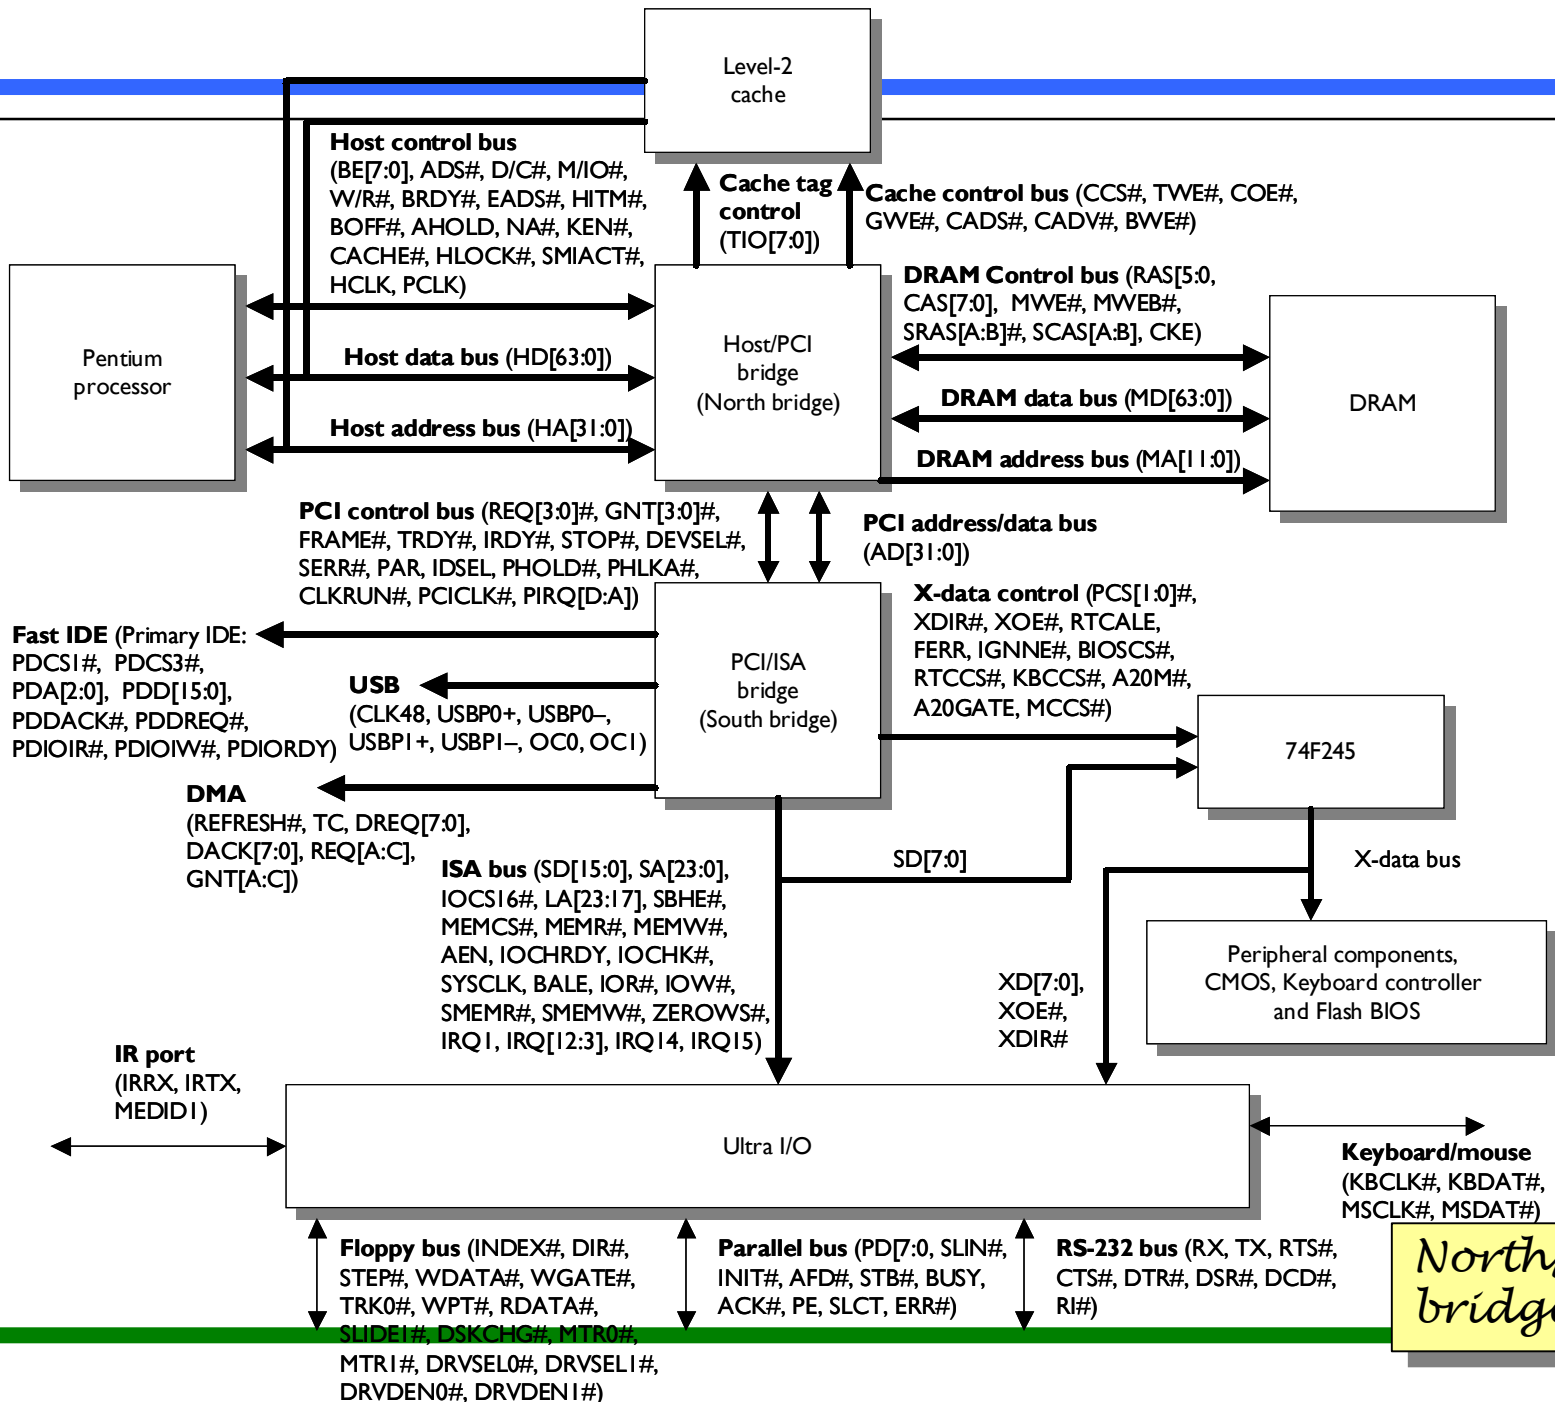 Level-2
cache
Host control bus
(BE[7:0], ADS#, D/C#, M/IO#,
W/R#, BRDY#, EADS#, HITM#,
BOFF#, AHOLD, NA#, KEN#,
CACHE#, HLOCK#, SMIACT#,
HCLK, PCLK)
Cache tag
control
(TIO[7:0])
Cache control bus (CCS#, TWE#, COE#,
GWE#, CADS#, CADV#, BWE#)
DRAM Control bus (RAS[5:0,
CAS[7:0], MWE#, MWEB#,
SRAS[A:B]#, SCAS[A:B], CKE)
Pentium
processor
Host data bus (HD[63:0])
Host address bus (HA[31:0])
Host/PCI
bridge
(North bridge)
DRAM data bus (MD[63:0])
DRAM address bus (MA[11:0])
DRAM
PCI control bus (REQ[3:0]#, GNT[3:0]#,
FRAME#, TRDY#, IRDY#, STOP#, DEVSEL#,
SERR#, PAR, IDSEL, PHOLD#, PHLKA#,
CLKRUN#, PCICLK#, PIRQ[D:A])
PCI address/data bus
(AD[31:0])
X-data control (PCS[1:0]#,
XDIR#, XOE#, RTCALE,
FERR, IGNNE#, BIOSCS#,
RTCCS#, KBCCS#, A20M#,
A20GATE, MCCS#)
Fast IDE (Primary IDE:
PDCS1#, PDCS3#,
PDA[2:0], PDD[15:0],
PDDACK#, PDDREQ#,
PDIOIR#, PDIOIW#, PDIORDY)
USB
(CLK48, USBP0+, USBP0–,
USBP1+, USBP1–, OC0, OC1)
PCI/ISA
bridge
(South bridge)
74F245
DMA
(REFRESH#, TC, DREQ[7:0],
DACK[7:0], REQ[A:C],
GNT[A:C])
ISA bus (SD[15:0], SA[23:0],
IOCS16#, LA[23:17], SBHE#,
MEMCS#, MEMR#, MEMW#,
AEN, IOCHRDY, IOCHK#,
SYSCLK, BALE, IOR#, IOW#,
SMEMR#, SMEMW#, ZEROWS#,
IRQ1, IRQ[12:3], IRQ14, IRQ15)
SD[7:0]
X-data bus
Peripheral components,
CMOS, Keyboard controller
and Flash BIOS
XD[7:0],
XOE#,
XDIR#
IR port
(IRRX, IRTX,
MEDID1)
Ultra I/O
Keyboard/mouse
(KBCLK#, KBDAT#,
MSCLK#, MSDAT#)
Floppy bus (INDEX#, DIR#,
STEP#, WDATA#, WGATE#,
TRK0#, WPT#, RDATA#,
SLIDE1#, DSKCHG#, MTR0#,
MTR1#, DRVSEL0#, DRVSEL1#,
DRVDEN0#, DRVDEN1#)
Parallel bus (PD[7:0, SLIN#,
INIT#, AFD#, STB#, BUSY,
ACK#, PE, SLCT, ERR#)
RS-232 bus (RX, TX, RTS#,
CTS#, DTR#, DSR#, DCD#,
RI#)
North
bridge